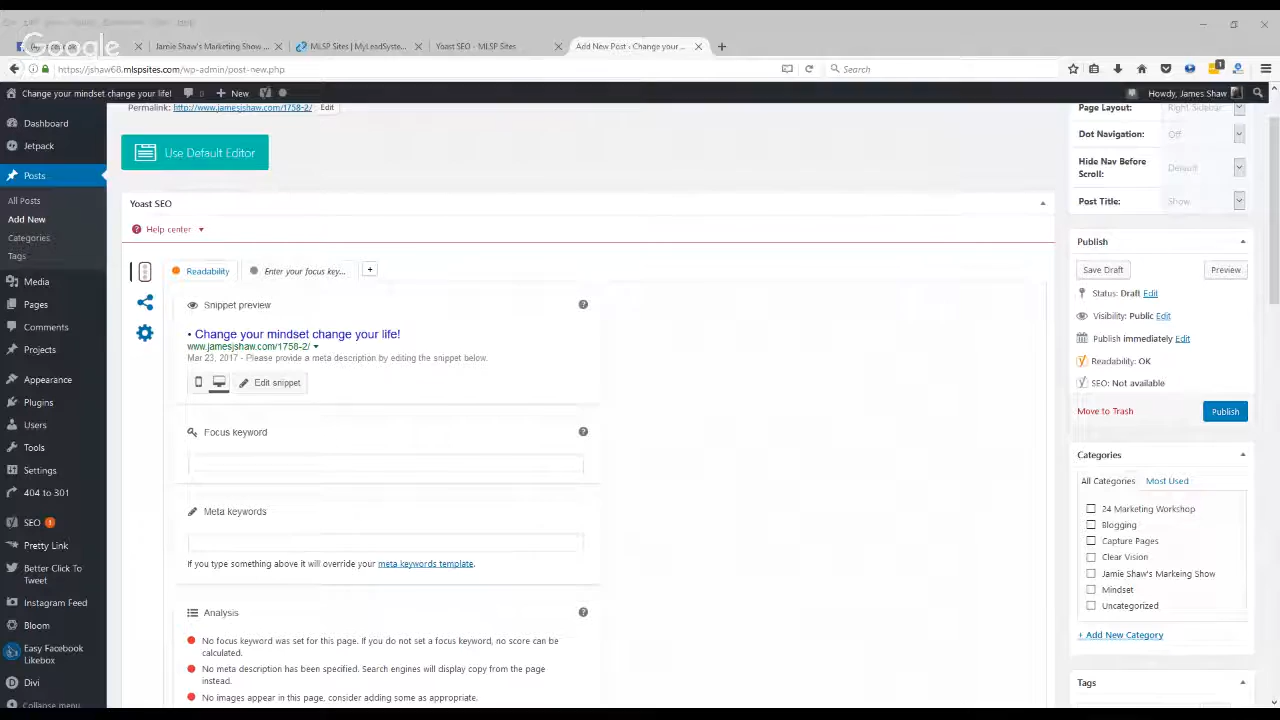 Google
Jamie Shaw's Marketing Show ... ×
MLSP Sites | MyLeadSyste... ×
Yoast SEO - MLSP Sites ×
Add New Post ‹ Change your ... ×
https://jshaw68.mlspsites.com/wp-admin/post-new.php
Search
1
Change your mindset change your life!
0
New
Howdy, James Shaw
Permalink: http://www.jamesjshaw.com/1758-2/ Edit
Use Default Editor
Yoast SEO
Help center
Readability
Enter your focus key...
+
Snippet preview
• Change your mindset change your life!
www.jamesjshaw.com/1758-2/
Mar 23, 2017 - Please provide a meta description by editing the snippet below.
Edit snippet
Focus keyword
Meta keywords
If you type something above it will override your meta keywords template.
Analysis
No focus keyword was set for this page. If you do not set a focus keyword, no score can be
calculated.
No meta description has been specified. Search engines will display copy from the page
instead.
No images appear in this page, consider adding some as appropriate.
Dashboard
Jetpack
Posts
All Posts
Add New
Categories
Tags
Media
Pages
Comments
Projects
Appearance
Plugins
Users
Tools
Settings
404 to 301
SEO 1
Pretty Link
Better Click To
Tweet
Instagram Feed
Bloom
Easy Facebook
Likebox
Divi
Collapse menu
Page Layout: Right Sidebar
Dot Navigation: Off
Hide Nav Before
Scroll:
Default
Post Title: Show
Publish
Save Draft
Preview
Status: Draft Edit
Visibility: Public Edit
Publish immediately Edit
Readability: OK
SEO: Not available
Move to Trash
Publish
Categories
All Categories
Most Used
24 Marketing Workshop
Blogging
Capture Pages
Clear Vision
Jamie Shaw's Markeing Show
Mindset
Uncategorized
+ Add New Category
Tags